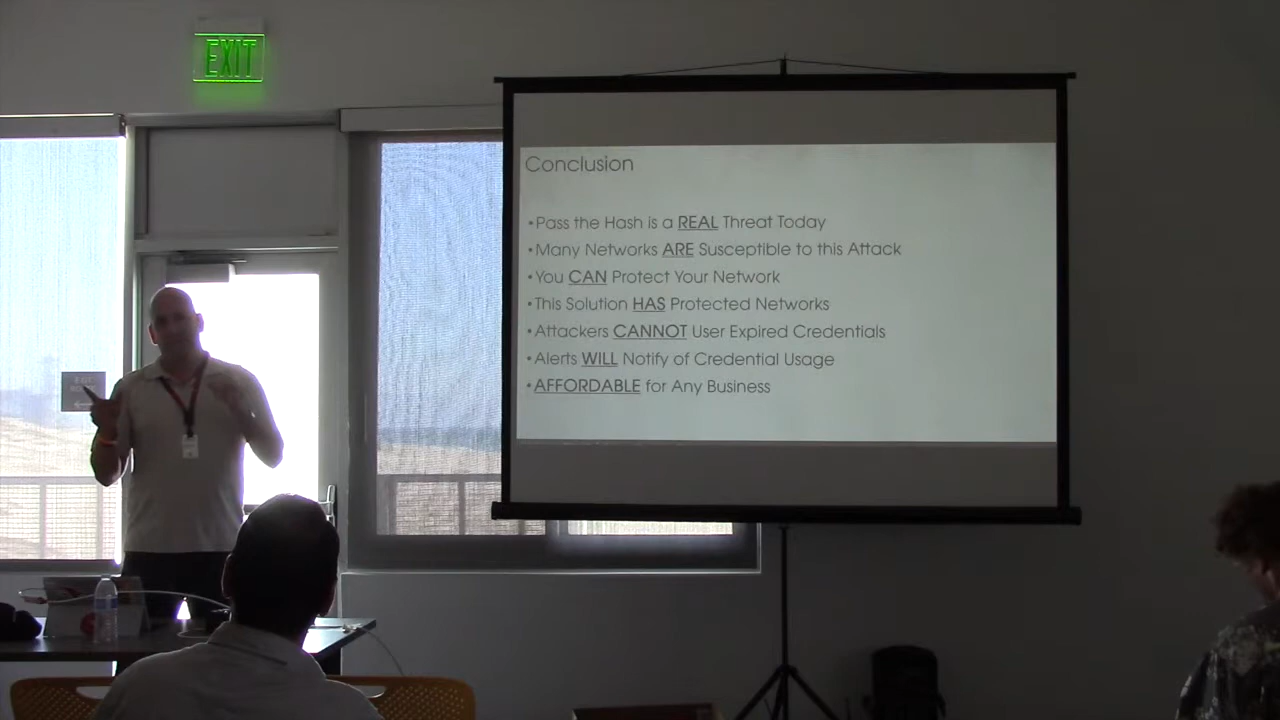 EXIT
Conclusion
•Pass the Hash is a REAL Threat Today
•Many Networks ARE Susceptible to this Attack
•You CAN Protect Your Network
•This Solution HAS Protected Networks
•Attackers CANNOT User Expired Credentials
•Alerts WILL Notify of Credential Usage
•AFFORDABLE for Any Business